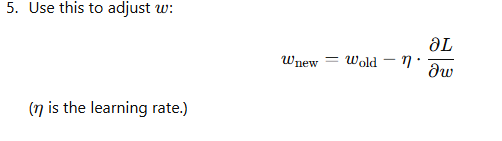 5. Use this to adjust w:
w_new = w_old − η · ∂L/∂w
(η is the learning rate.)